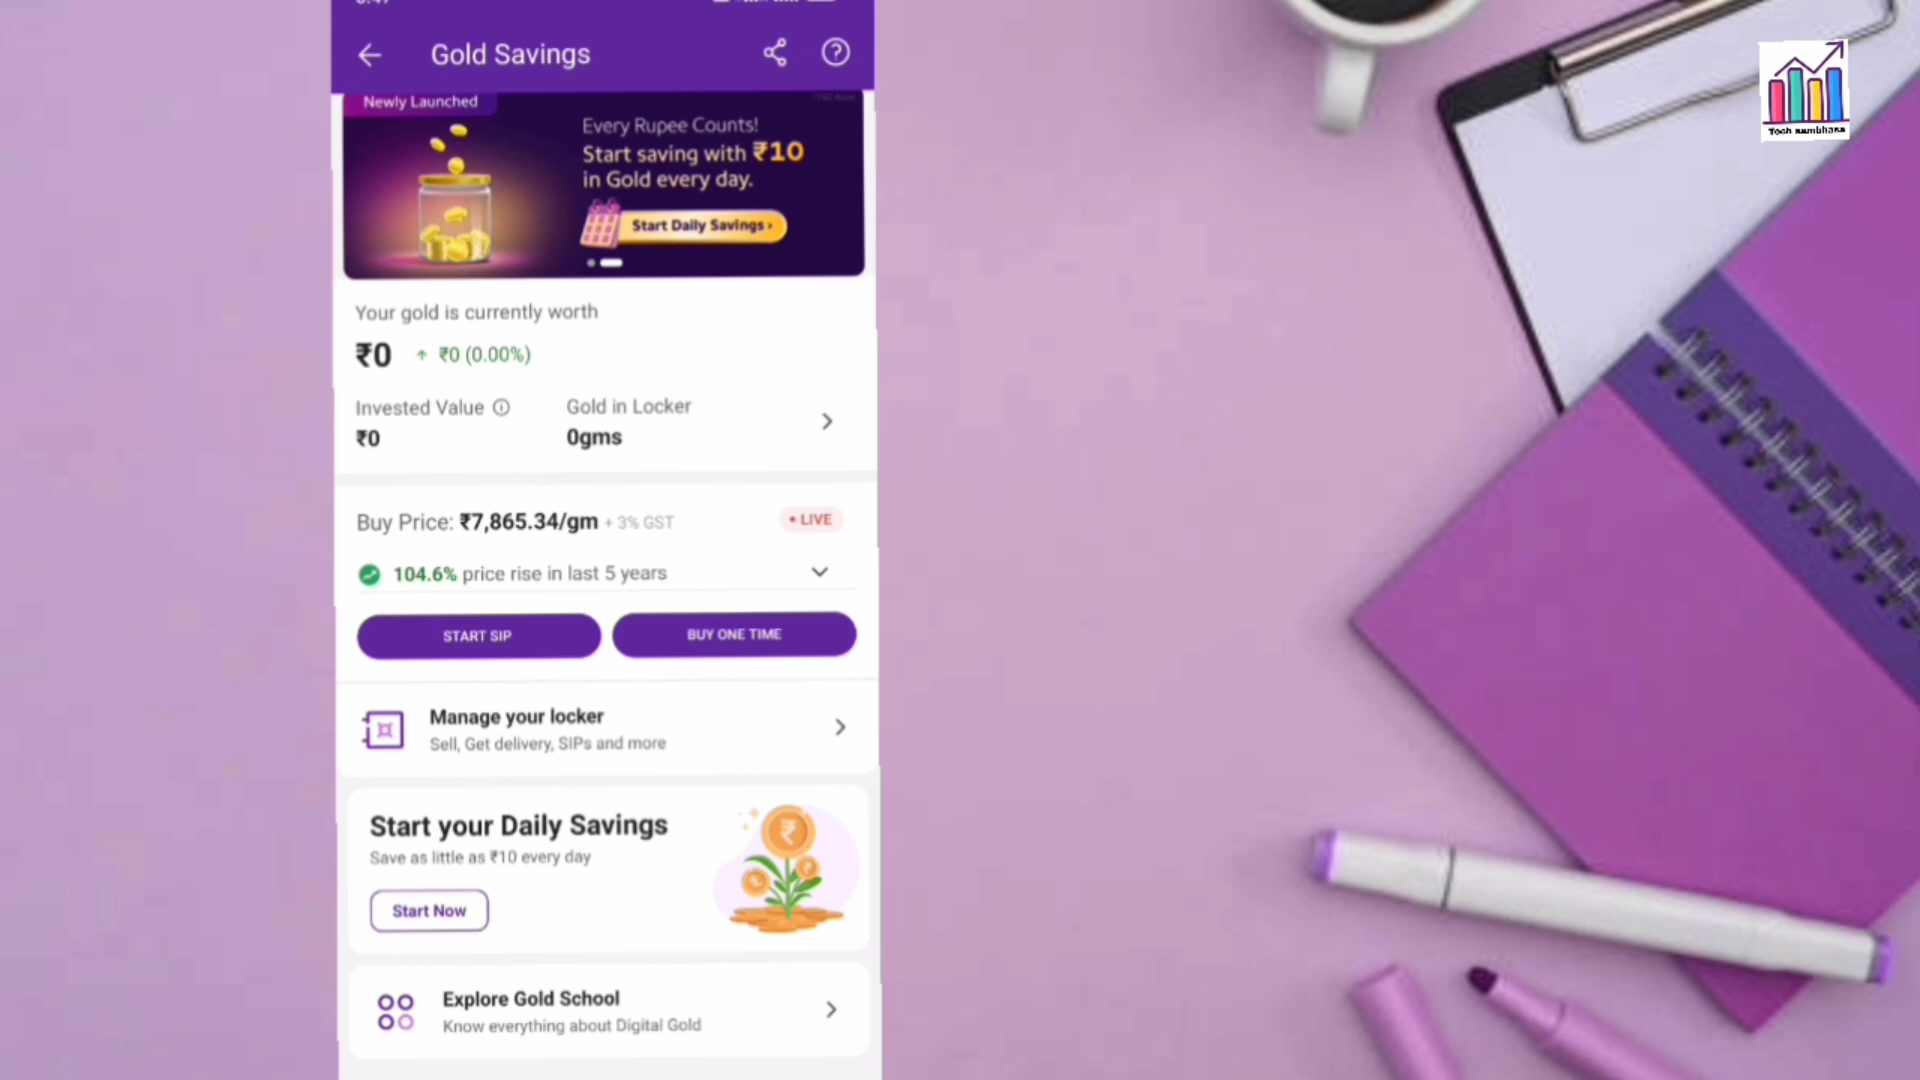 Gold Savings
Newly Launched
Every Rupee Counts!
Start saving with ₹10
in Gold every day.
Start Daily Savings ›
Your gold is currently worth
₹0 ↑ ₹0 (0.00%)
Invested Value Gold in Locker
₹0 0gms
Buy Price: ₹7,865.34/gm + 3% GST • LIVE
104.6% price rise in last 5 years
START SIP BUY ONE TIME
Manage your locker
Sell, Get delivery, SIPs and more
Start your Daily Savings
Save as little as ₹10 every day
Start Now
Explore Gold School
Know everything about Digital Gold
Tech sambhasa